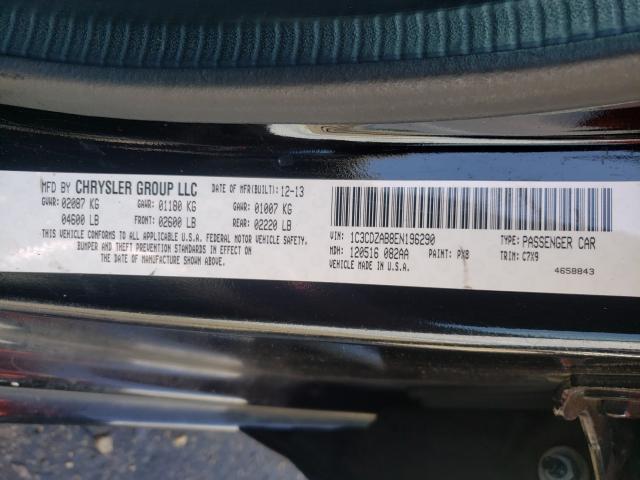 MFD BY CHRYSLER GROUP LLC DATE OF MFR(BUILT): 12-13
GVWR: 02087 KG GAWR: 01180 KG GAWR: 01007 KG
04600 LB FRONT: 02600 LB REAR: 02220 LB
THIS VEHICLE CONFORMS TO ALL APPLICABLE U.S.A. FEDERAL MOTOR VEHICLE SAFETY,
BUMPER AND THEFT PREVENTION STANDARDS IN EFFECT ON
THE DATE OF MANUFACTURE SHOWN ABOVE.
VIN: 1C3CDZAB8EN196290 TYPE: PASSENGER CAR
MDH: 120516 082AA PAINT: PX8 TRIM: C7X9
VEHICLE MADE IN U.S.A. 4658843